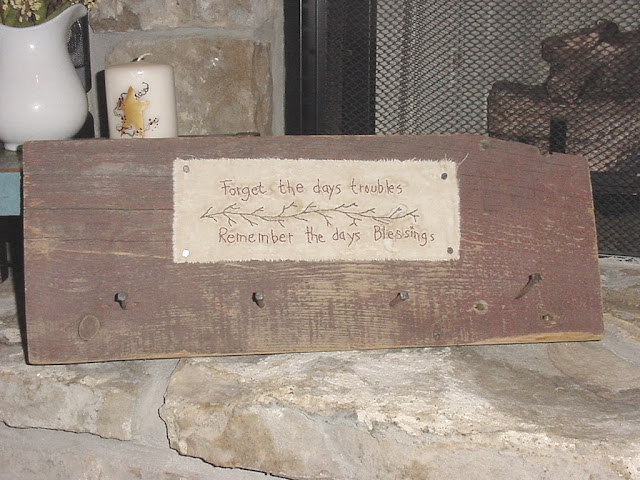 Forget the days troubles
Remember the days Blessings